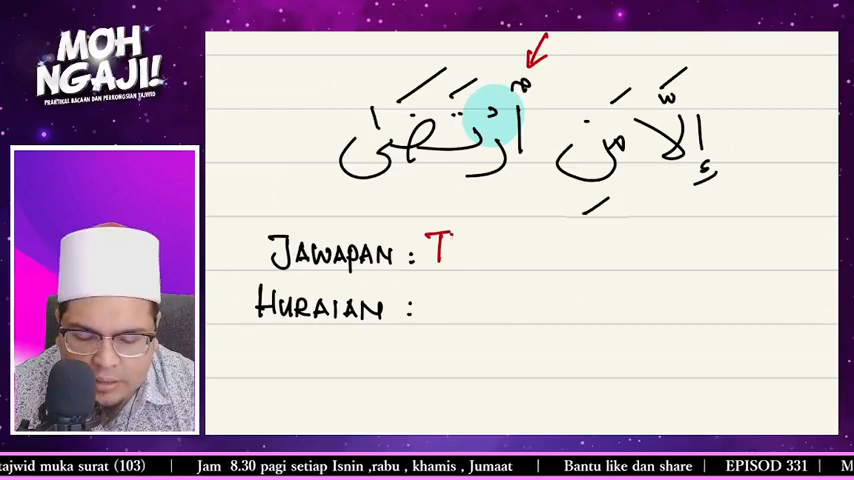 MOH
NGAJI!
PRAKTIKAL BACAAN DAN PERKONGSIAN TAJWID
إِلَّا مَنِ ٱرْتَضَىٰ
JAWAPAN : T
HURAIAN :
tajwid muka surat (103) | Jam 8.30 pagi setiap Isnin ,rabu , khamis , Jumaat | Bantu like dan share | EPISOD 331 | M